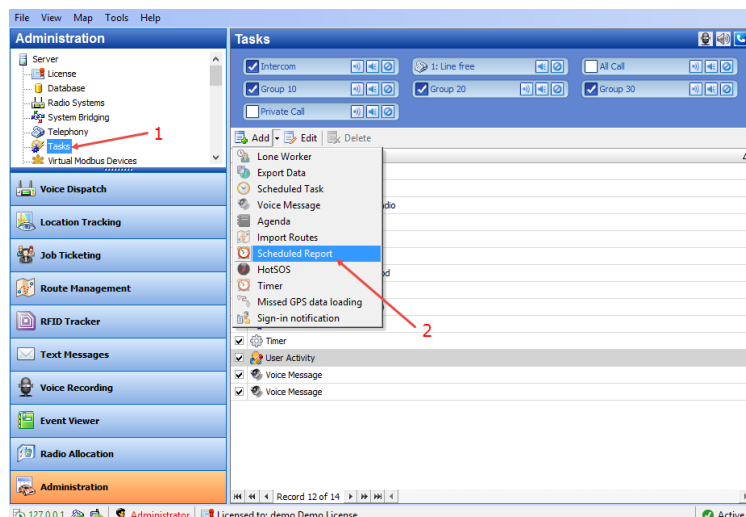 File View Map Tools Help
Administration
Server
License
Database
Radio Systems
System Bridging
Telephony
Tasks
Virtual Modbus Devices
1
Voice Dispatch
Location Tracking
Job Ticketing
Route Management
RFID Tracker
Text Messages
Voice Recording
Event Viewer
Radio Allocation
Administration
Tasks
Intercom
1: Line free
All Call
Group 10
Group 20
Group 30
Private Call
Add Edit Delete
Lone Worker
Export Data
Scheduled Task
Voice Message
Agenda
Import Routes
Scheduled Report
HotSOS
Timer
Missed GPS data loading
Sign-in notification
2
Timer
User Activity
Voice Message
Voice Message
Record 12 of 14
127.0.0.1 Administrator Licensed to: demo Demo License Active